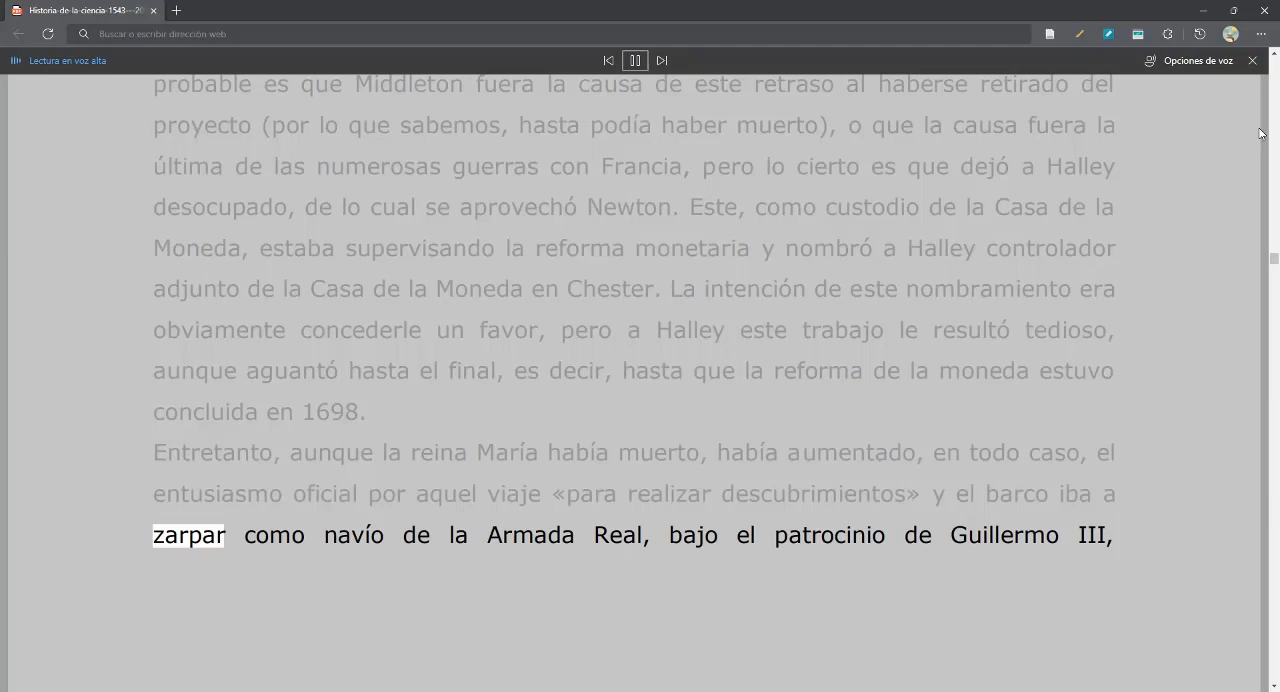 Historia-de-la-ciencia-1543---20
Buscar o escribir dirección web
Lectura en voz alta
Opciones de voz
probable es que Middleton fuera la causa de este retraso al haberse retirado del
proyecto (por lo que sabemos, hasta podía haber muerto), o que la causa fuera la
última de las numerosas guerras con Francia, pero lo cierto es que dejó a Halley
desocupado, de lo cual se aprovechó Newton. Este, como custodio de la Casa de la
Moneda, estaba supervisando la reforma monetaria y nombró a Halley controlador
adjunto de la Casa de la Moneda en Chester. La intención de este nombramiento era
obviamente concederle un favor, pero a Halley este trabajo le resultó tedioso,
aunque aguantó hasta el final, es decir, hasta que la reforma de la moneda estuvo
concluida en 1698.
Entretanto, aunque la reina María había muerto, había aumentado, en todo caso, el
entusiasmo oficial por aquel viaje «para realizar descubrimientos» y el barco iba a
zarpar como navío de la Armada Real, bajo el patrocinio de Guillermo III,